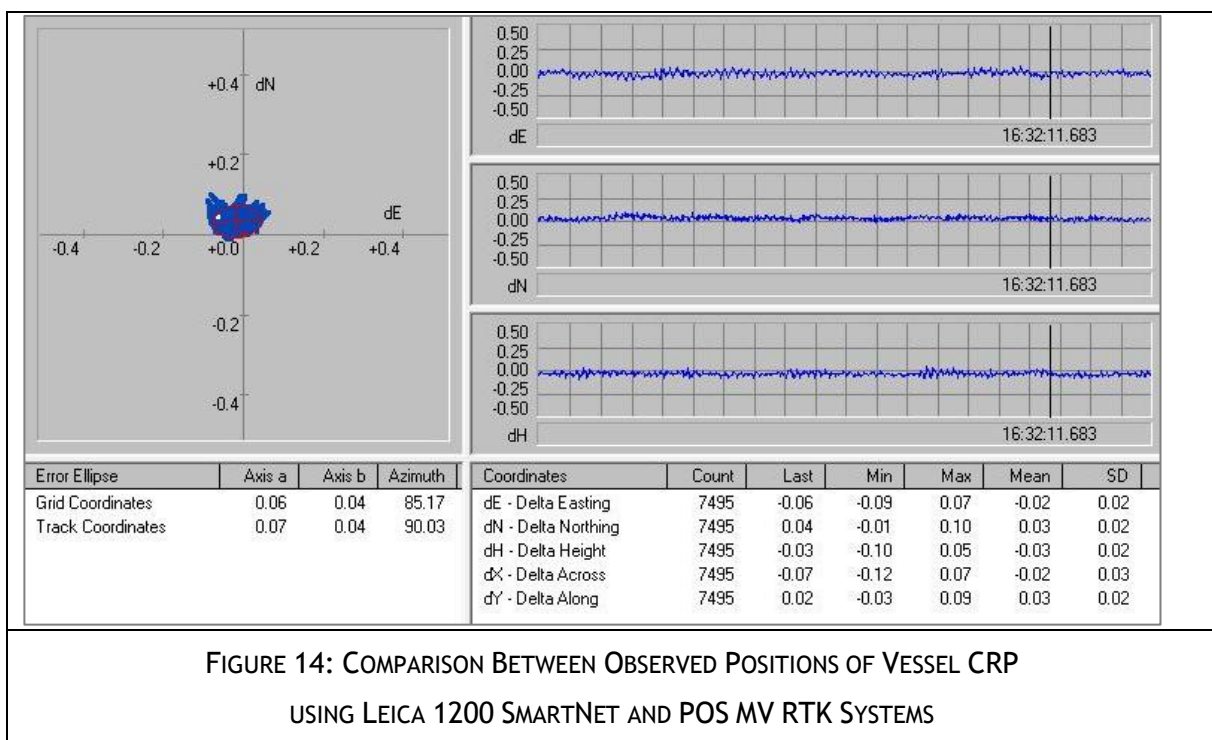 +0.4 dN
+0.2
dE
-0.4 -0.2 +0.0 +0.2 +0.4
-0.2
-0.4
0.50
0.25
0.00
-0.25
-0.50
dE 16:32:11.683
0.50
0.25
0.00
-0.25
-0.50
dN 16:32:11.683
0.50
0.25
0.00
-0.25
-0.50
dH 16:32:11.683
Error Ellipse Axis a Axis b Azimuth
Grid Coordinates 0.06 0.04 85.17
Track Coordinates 0.07 0.04 90.03
Coordinates Count Last Min Max Mean SD
dE - Delta Easting 7495 -0.06 -0.09 0.07 -0.02 0.02
dN - Delta Northing 7495 0.04 -0.01 0.10 0.03 0.02
dH - Delta Height 7495 -0.03 -0.10 0.05 -0.03 0.02
dX - Delta Across 7495 -0.07 -0.12 0.07 -0.02 0.03
dY - Delta Along 7495 0.02 -0.03 0.09 0.03 0.02
FIGURE 14: COMPARISON BETWEEN OBSERVED POSITIONS OF VESSEL CRP
USING LEICA 1200 SMARTNET AND POS MV RTK SYSTEMS